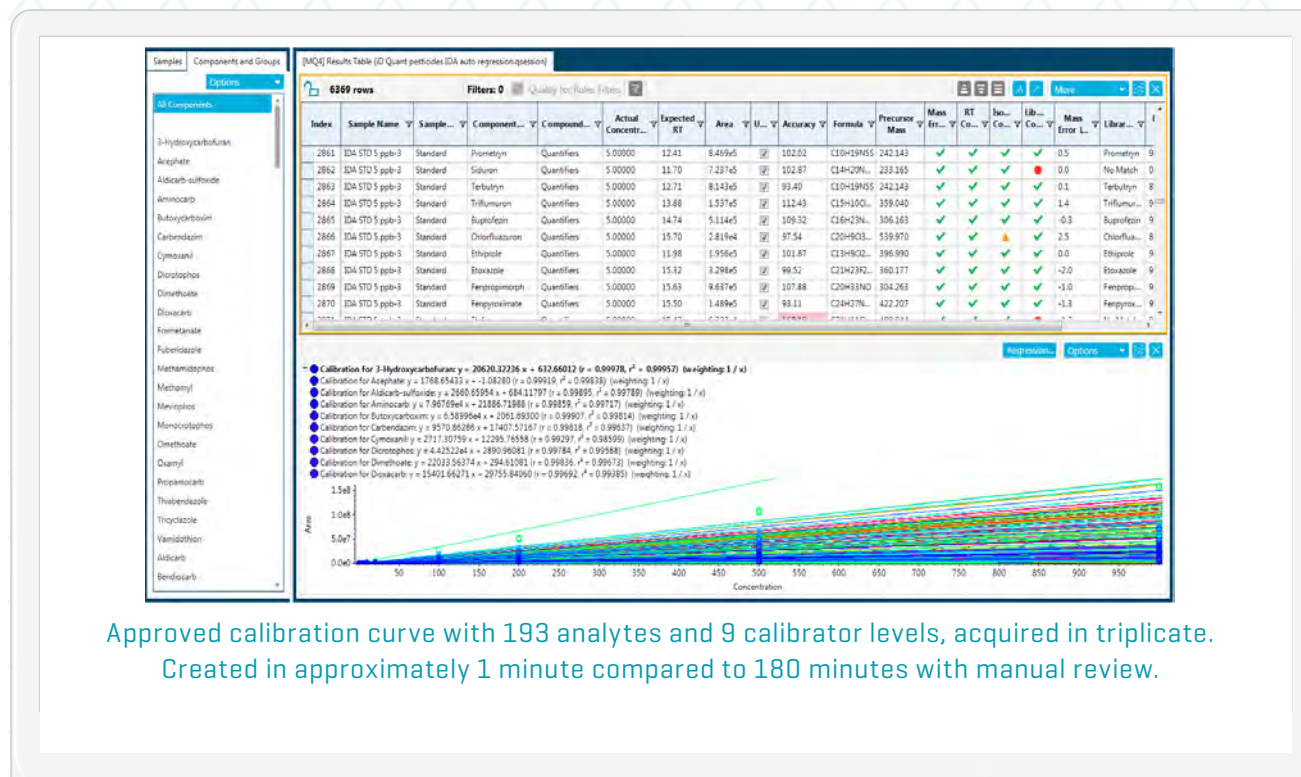 Samples Components and Groups
Options
All Components
3-Hydroxycarbofuran
Acephate
Aldicarb-sulfoxide
Aminocarb
Butoxycarboxim
Carbendazim
Cymoxanil
Dicrotophos
Dimethoate
Dioxacarb
Formetanate
Fuberidazole
Methamidophos
Methomyl
Mevinphos
Monocrotophos
Omethoate
Oxamyl
Propamocarb
Thiabendazole
Tricyclazole
Vamidothion
Aldicarb
Bendiocarb
[MQ4] Results Table (iD Quant pesticides IDA auto regression.qsession)
6369 rows Filters: 0 Qualify for Rules Filters More
Index Sample Name Sample... Component... Compound... Actual Concentr... Expected RT Area U... Accuracy Formula Precursor Mass Mass Err... RT Co... Iso... Co... Lib... Co... Mass Error L... Librar...
2861 IDA STD 5 ppb-3 Standard Prometryn Quantifiers 5.00000 12.41 8.469e5 102.02 C10H19N5S 242.143 0.5 Prometryn 9
2862 IDA STD 5 ppb-3 Standard Siduron Quantifiers 5.00000 11.70 7.237e5 102.87 C14H20N... 233.165 0.0 No Match 0
2863 IDA STD 5 ppb-3 Standard Terbutryn Quantifiers 5.00000 12.71 8.143e5 93.40 C10H19N5S 242.143 0.1 Terbutryn 8
2864 IDA STD 5 ppb-3 Standard Triflumuron Quantifiers 5.00000 13.88 1.537e5 112.43 C15H10Cl... 359.040 1.4 Triflumur... 9
2865 IDA STD 5 ppb-3 Standard Buprofezin Quantifiers 5.00000 14.74 5.114e5 109.32 C16H23N... 306.163 -0.3 Buprofezin 9
2866 IDA STD 5 ppb-3 Standard Chlorfluazuron Quantifiers 5.00000 15.70 2.819e4 97.54 C20H9Cl3... 539.970 2.5 Chlorflua... 8
2867 IDA STD 5 ppb-3 Standard Ethiprole Quantifiers 5.00000 11.98 1.956e5 101.87 C13H9Cl2... 396.990 0.0 Ethiprole 9
2868 IDA STD 5 ppb-3 Standard Etoxazole Quantifiers 5.00000 15.32 3.298e5 99.52 C21H23F2... 360.177 -2.0 Etoxazole 9
2869 IDA STD 5 ppb-3 Standard Fenpropimorph Quantifiers 5.00000 15.63 9.637e5 107.88 C20H33NO 304.263 -1.0 Fenpropi... 9
2870 IDA STD 5 ppb-3 Standard Fenpyroximate Quantifiers 5.00000 15.50 1.489e5 93.11 C24H27N... 422.207 -1.3 Fenpyrox... 9
Regression... Options
Calibration for 3-Hydroxycarbofuran: y = 20620.32236 x + 632.66012 (r = 0.99978, r² = 0.99957) (weighting: 1 / x)
Calibration for Acephate: y = 1768.65433 x + -1.08280 (r = 0.99919, r² = 0.99838) (weighting: 1 / x)
Calibration for Aldicarb-sulfoxide: y = 2660.65954 x + 684.11797 (r = 0.99895, r² = 0.99789) (weighting: 1 / x)
Calibration for Aminocarb: y = 7.96769e4 x + 21886.71988 (r = 0.99859, r² = 0.99717) (weighting: 1 / x)
Calibration for Butoxycarboxim: y = 6.58996e4 x + 2061.69300 (r = 0.99907, r² = 0.99814) (weighting: 1 / x)
Calibration for Carbendazim: y = 9570.86286 x + 17407.57167 (r = 0.99818, r² = 0.99637) (weighting: 1 / x)
Calibration for Cymoxanil: y = 2717.30759 x + 12295.76558 (r = 0.99297, r² = 0.98599) (weighting: 1 / x)
Calibration for Dicrotophos: y = 4.42522e4 x + 2890.96081 (r = 0.99784, r² = 0.99568) (weighting: 1 / x)
Calibration for Dimethoate: y = 22033.56374 x + 294.61081 (r = 0.99836, r² = 0.99673) (weighting: 1 / x)
Calibration for Dioxacarb: y = 15401.66271 x + 29755.84060 (r = 0.99692, r² = 0.99385) (weighting: 1 / x)
1.5e8
1.0e8
5.0e7
0.0e0
Area
50 100 150 200 250 300 350 400 450 500 550 600 650 700 750 800 850 900 950
Concentration
Approved calibration curve with 193 analytes and 9 calibrator levels, acquired in triplicate.
Created in approximately 1 minute compared to 180 minutes with manual review.